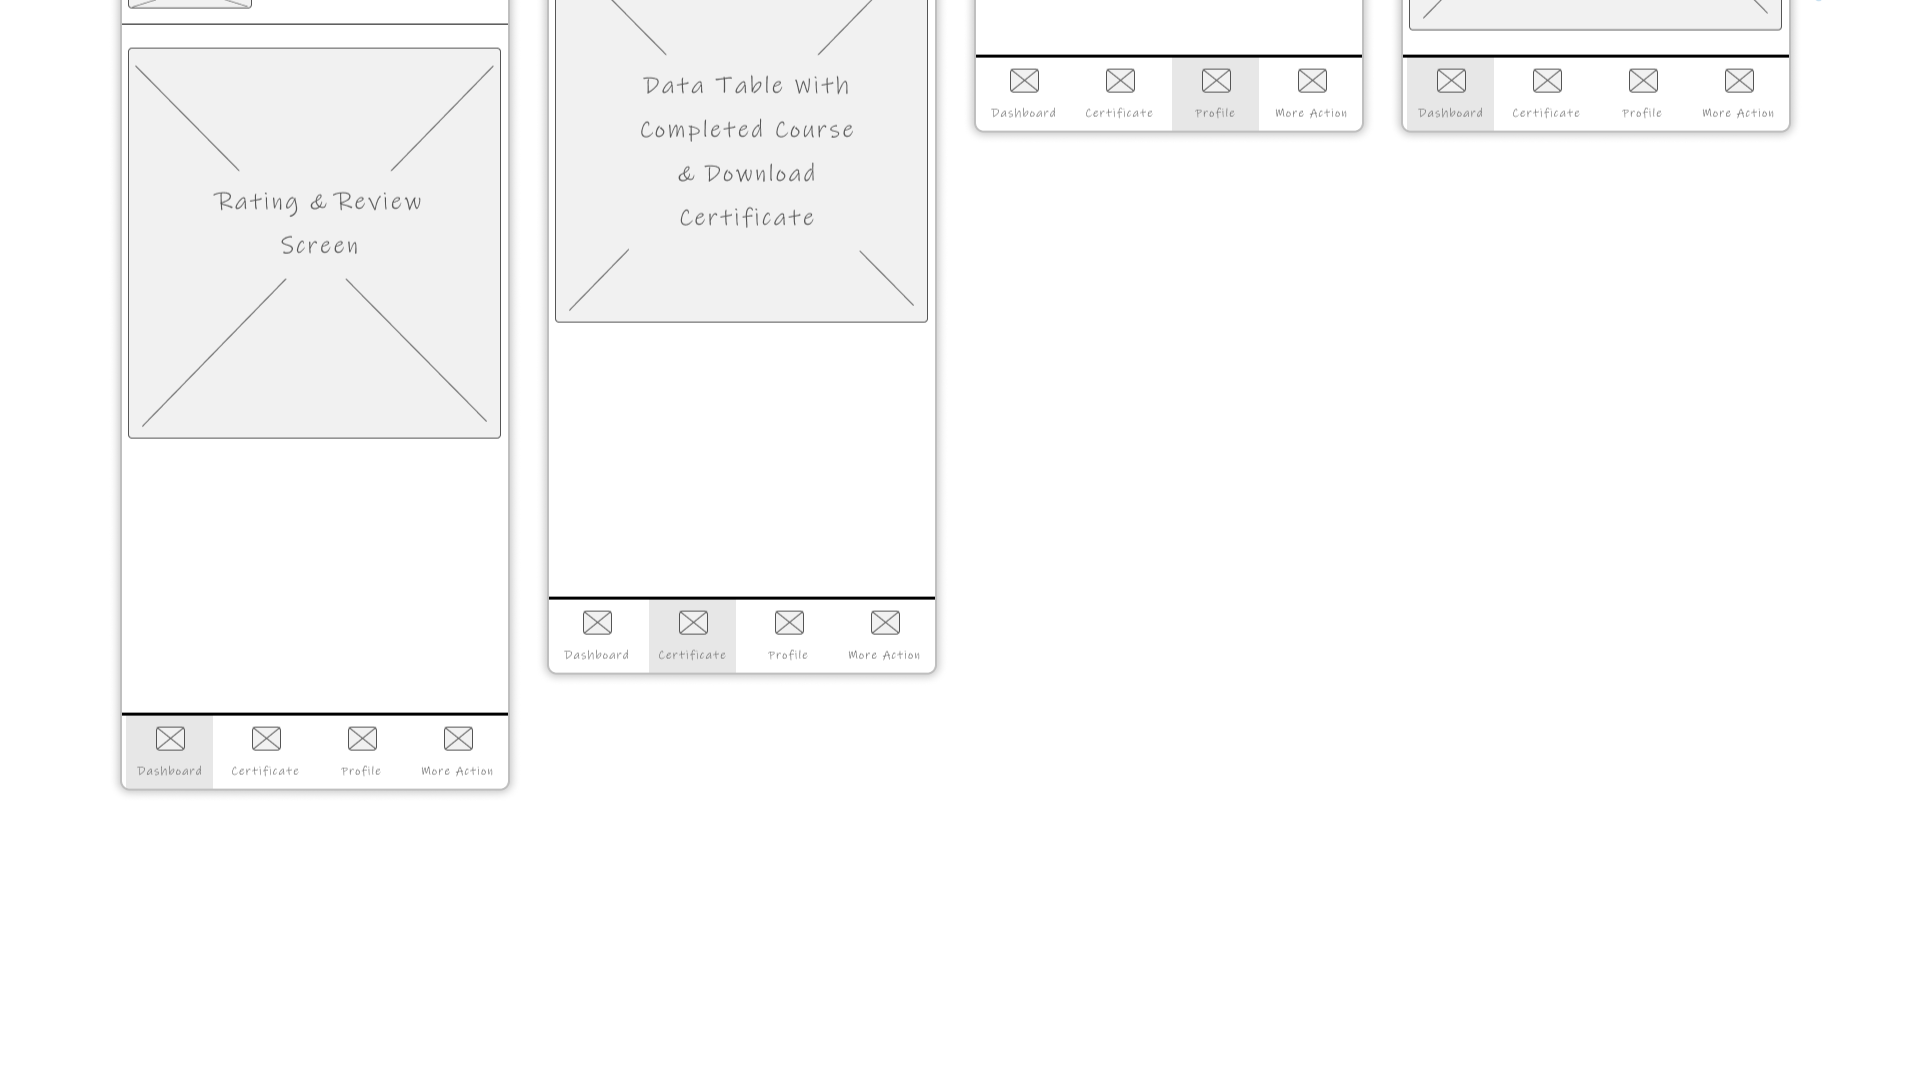 Rating & Review
Screen
Dashboard
Certificate
Profile
More Action
Data Table With
Completed Course
& Download
Certificate
Dashboard
Certificate
Profile
More Action
Dashboard
Certificate
Profile
More Action
Dashboard
Certificate
Profile
More Action